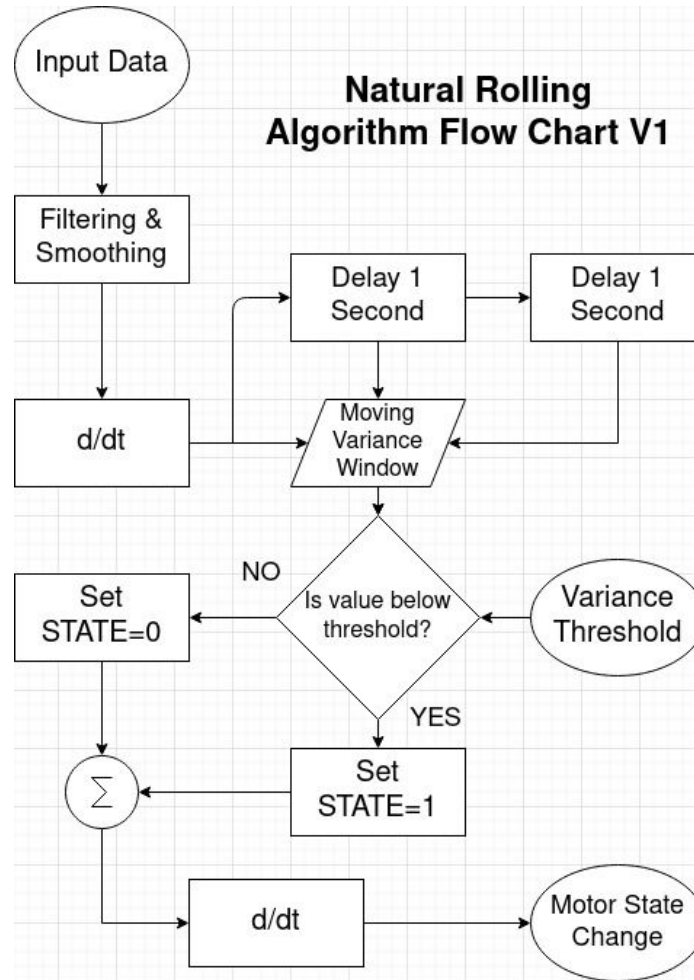 Input Data
Natural Rolling
Algorithm Flow Chart V1
Filtering &
Smoothing
Delay 1
Second
Delay 1
Second
d/dt
Moving
Variance
Window
NO
Is value below
threshold?
Variance
Threshold
Set
STATE=0
YES
Set
STATE=1
Σ
d/dt
Motor State
Change